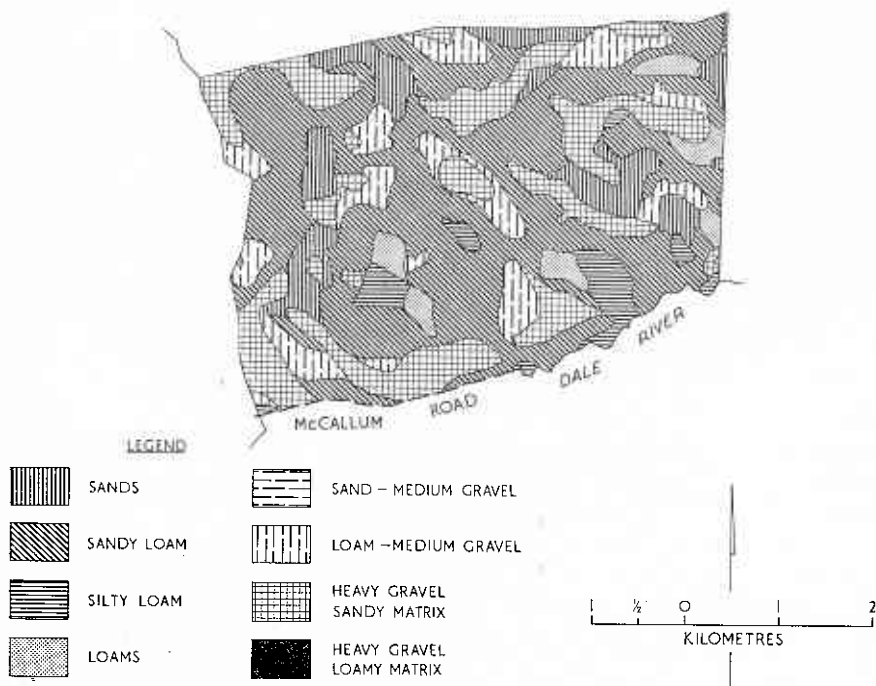 McCALLUM ROAD DALE RIVER
LEGEND
SANDS
SANDY LOAM
SILTY LOAM
LOAMS
SAND – MEDIUM GRAVEL
LOAM – MEDIUM GRAVEL
HEAVY GRAVEL
SANDY MATRIX
HEAVY GRAVEL
LOAMY MATRIX
1 ½ 0 1 2
KILOMETRES